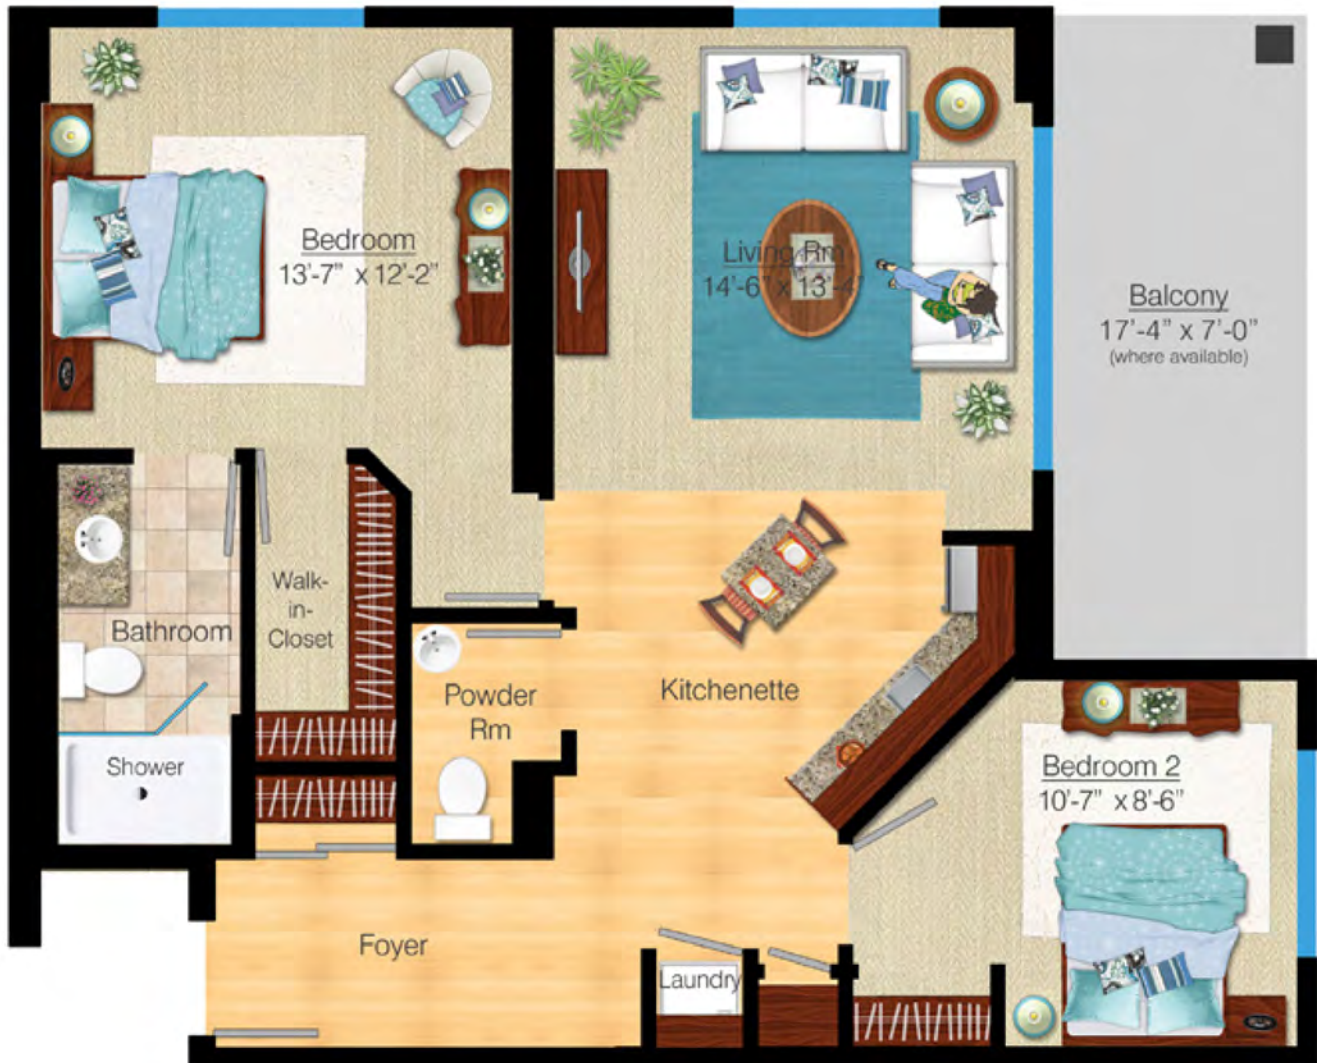 Bedroom
13'-7" x 12'-2"
Living Rm
14'-6" x 13'-4"
Balcony
17'-4" x 7'-0"
(where available)
Walk-
in-
Closet
Bathroom
Powder
Rm
Kitchenette
Shower
Bedroom 2
10'-7" x 8'-6"
Foyer
Laundry